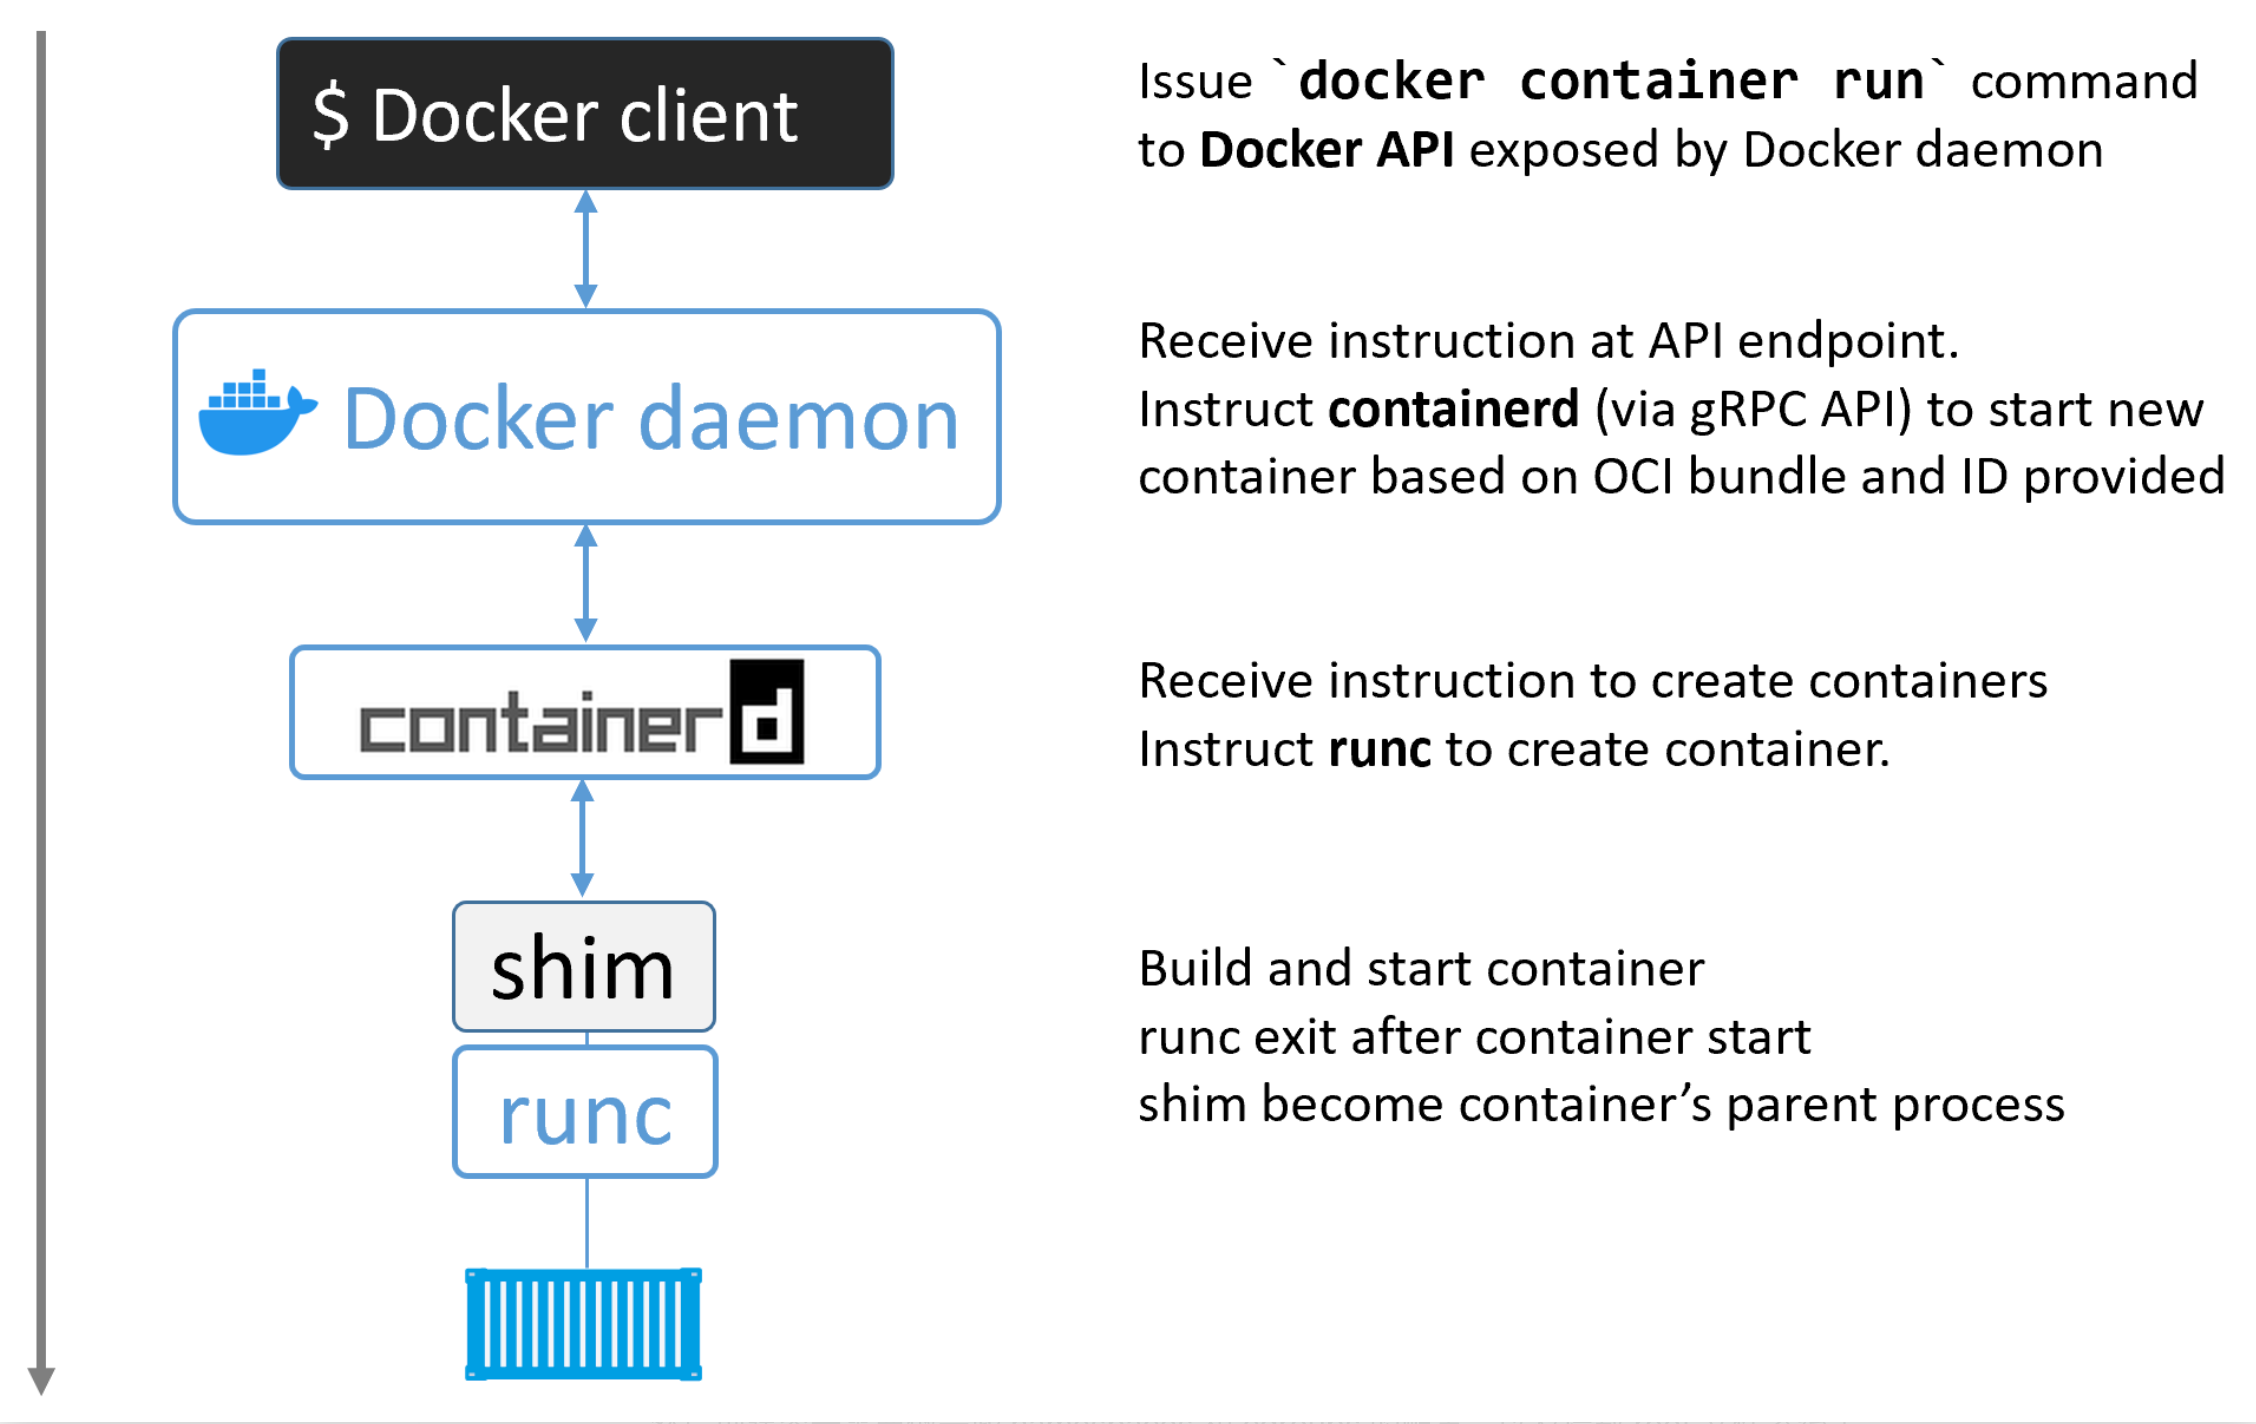 $ Docker client
Issue `docker container run` command
to Docker API exposed by Docker daemon
Docker daemon
Receive instruction at API endpoint.
Instruct containerd (via gRPC API) to start new
container based on OCI bundle and ID provided
containerd
Receive instruction to create containers
Instruct runc to create container.
shim
runc
Build and start container
runc exit after container start
shim become container’s parent process